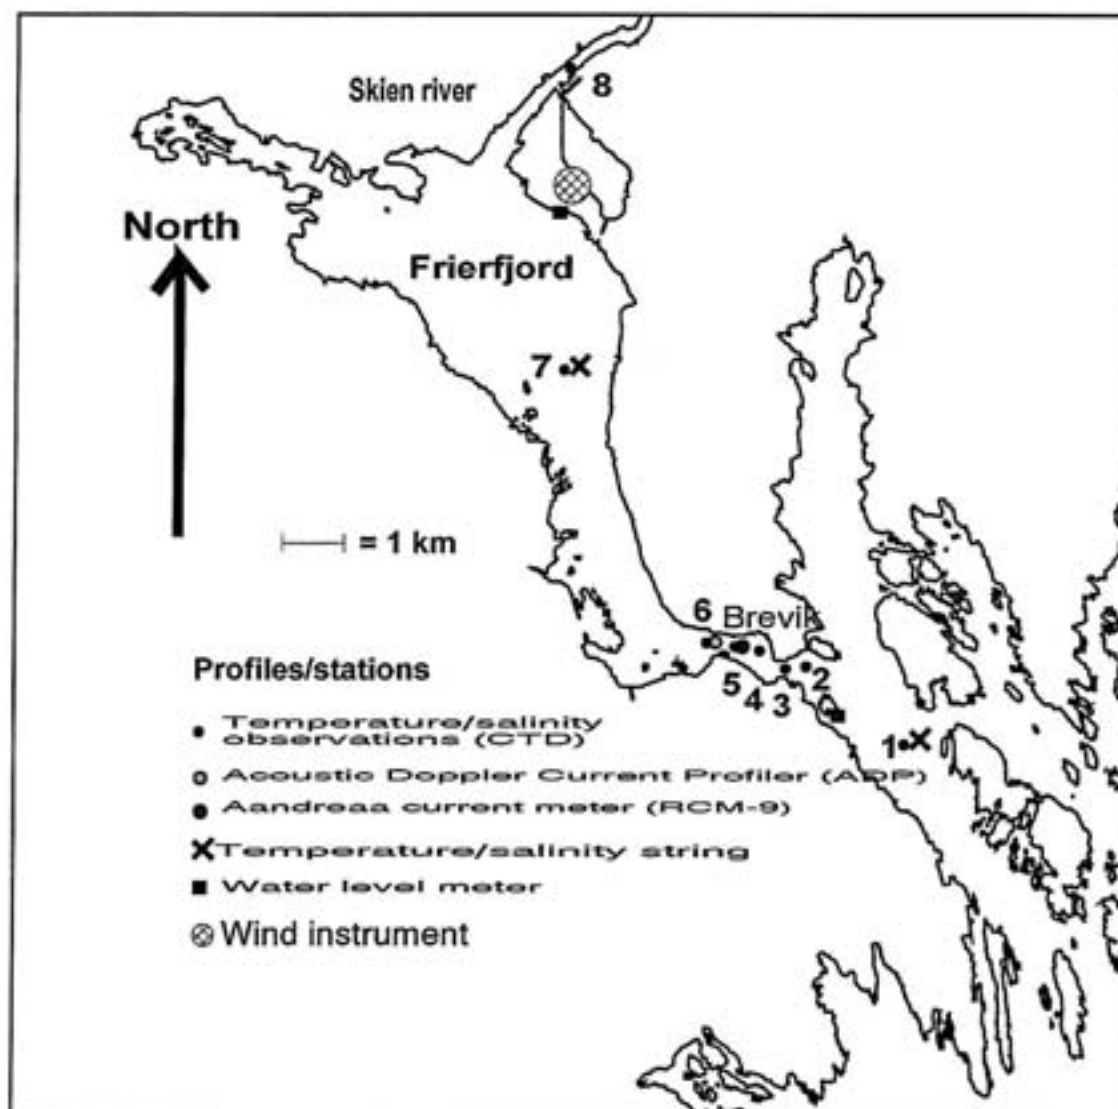 Skien river
8
North
Frierfjord
7
= 1 km
6 Brevik
5 4 3 2
1
Profiles/stations
Temperature/salinity
observations (CTD)
Acoustic Doppler Current Profiler (ADP)
Aandreaa current meter (RCM-9)
Temperature/salinity string
Water level meter
Wind instrument